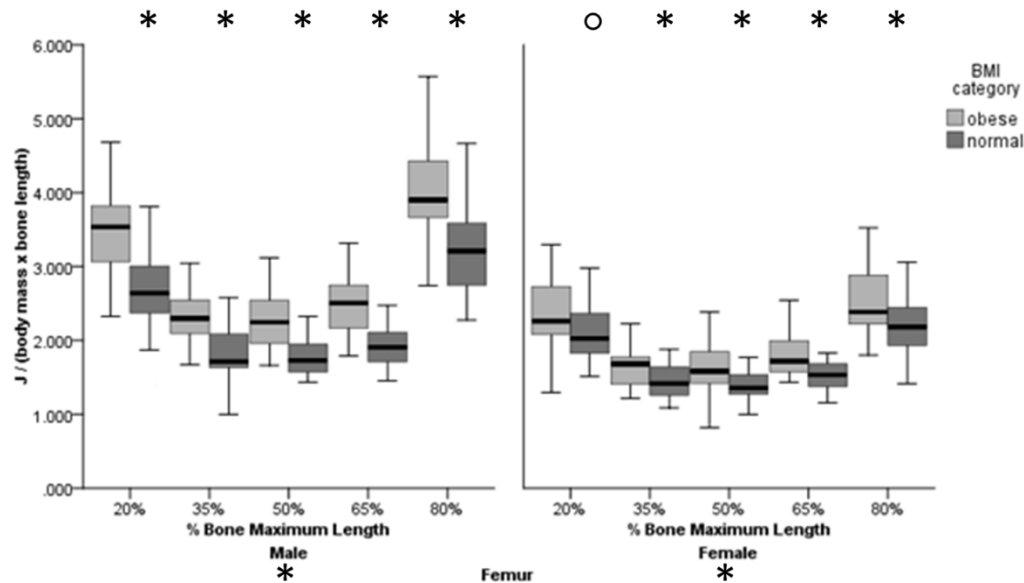 * * * * * ○ * * * *
6.000
5.000
4.000
3.000
2.000
1.000
.000
J / (body mass x bone length)
BMI
category
obese
normal
20% 35% 50% 65% 80%
% Bone Maximum Length
Male
*
20% 35% 50% 65% 80%
% Bone Maximum Length
Female
*
Femur